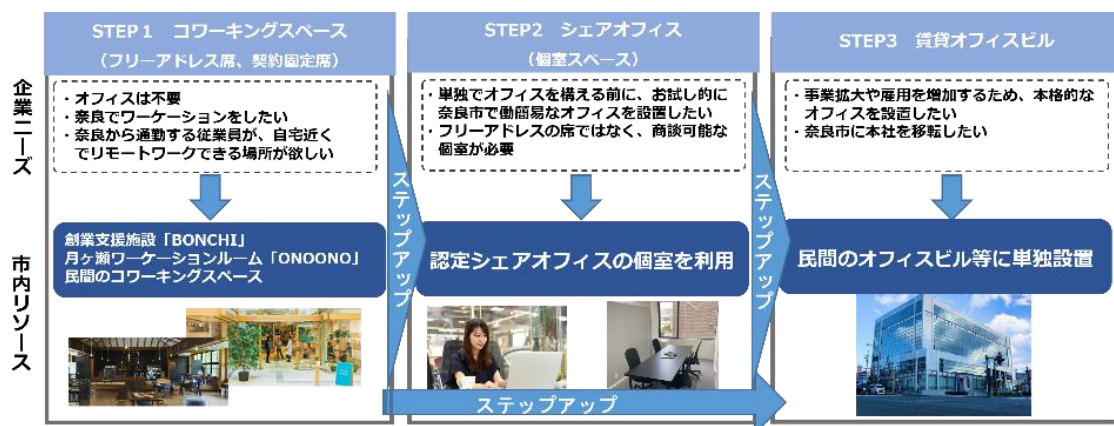 STEP1 コワーキングスペース
（フリーアドレス席、契約固定席）
STEP2 シェアオフィス
（個室スペース）
STEP3 賃貸オフィスビル
企業ニーズ
・オフィスは不要
・奈良でワーケーションをしたい
・奈良から通勤する従業員が、自宅近く
でリモートワークできる場所が欲しい
・単独でオフィスを構える前に、お試し的に
奈良市で働簡易なオフィスを設置したい
・フリーアドレスの席ではなく、商談可能な
個室が必要
・事業拡大や雇用を増加するため、本格的な
オフィスを設置したい
・奈良市に本社を移転したい
ステップアップ
ステップアップ
市内リソース
創業支援施設「BONCHI」
月ヶ瀬ワーケーションルーム「ONOONO」
民間のコワーキングスペース
認定シェアオフィスの個室を利用
民間のオフィスビル等に単独設置
ステップアップ